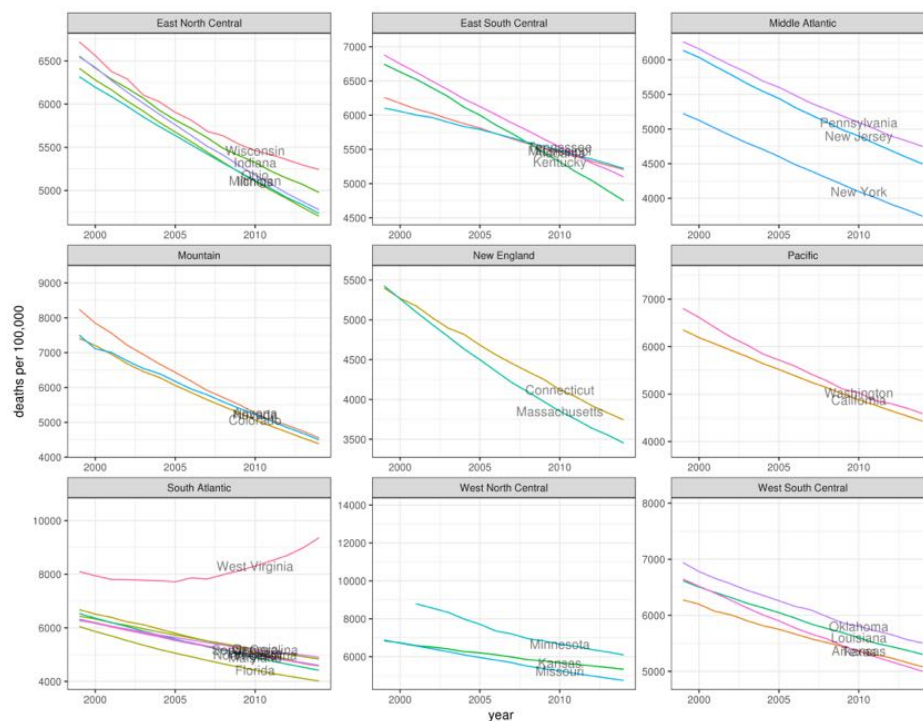 East North Central
East South Central
Middle Atlantic
6500
6000
5500
5000
Wisconsin
Indiana
Ohio
Michigan
2000
2005
2010
7000
6500
6000
5500
5000
4500
Tennessee
Kentucky
2000
2005
2010
6000
5500
5000
4500
4000
Pennsylvania
New Jersey
New York
2000
2005
2010
Mountain
New England
Pacific
deaths per 100,000
9000
8000
7000
6000
5000
4000
Nevada
Colorado
2000
2005
2010
5500
5000
4500
4000
3500
Connecticut
Massachusetts
2000
2005
2010
7000
6000
5000
4000
Washington
California
2000
2005
2010
South Atlantic
West North Central
West South Central
10000
8000
6000
4000
West Virginia
Maryland
Florida
2000
2005
2010
14000
12000
10000
8000
6000
Minnesota
Kansas
Missouri
2000
2005
2010
8000
7000
6000
5000
Oklahoma
Louisiana
Arkansas
Texas
2000
2005
2010
year